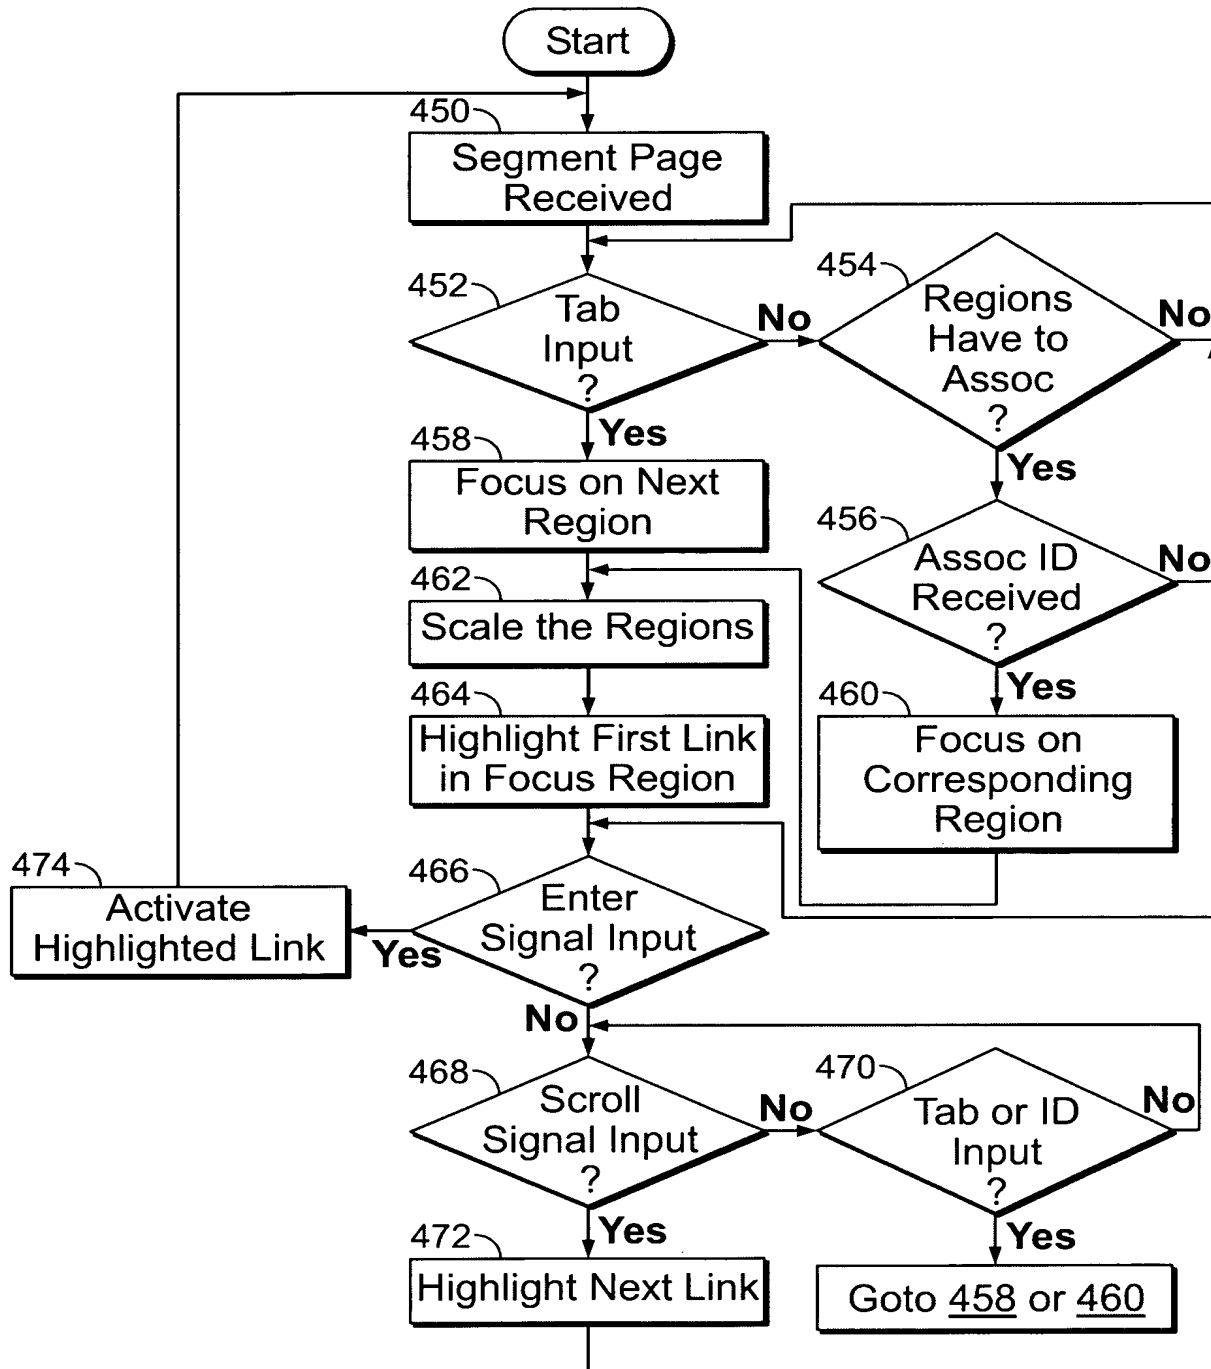 Start
450
Segment Page
Received
452
Tab
Input
?
No
Yes
454
Regions
Have to
Assoc
?
No
Yes
458
Focus on Next
Region
456
Assoc ID
Received
?
No
Yes
462
Scale the Regions
464
Highlight First Link
in Focus Region
460
Focus on
Corresponding
Region
474
Activate
Highlighted Link
466
Enter
Signal Input
?
Yes
No
468
Scroll
Signal Input
?
No
Yes
470
Tab or ID
Input
?
No
Yes
472
Highlight Next Link
Goto 458 or 460